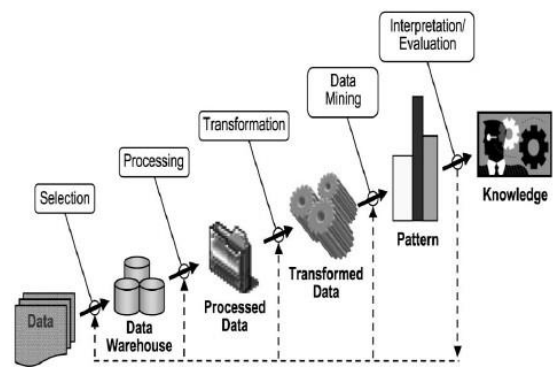 Interpretation/
Evaluation
Data
Mining
Transformation
Processing
Selection
Knowledge
Pattern
Transformed
Data
Processed
Data
Data
Warehouse
Data